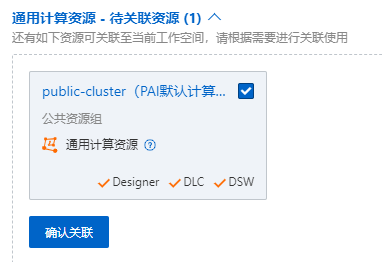 通用计算资源 - 待关联资源 (1)
还有如下资源可关联至当前工作空间，请根据需要进行关联使用
public-cluster（PAI默认计算...
公共资源组
通用计算资源
Designer DLC DSW
确认关联